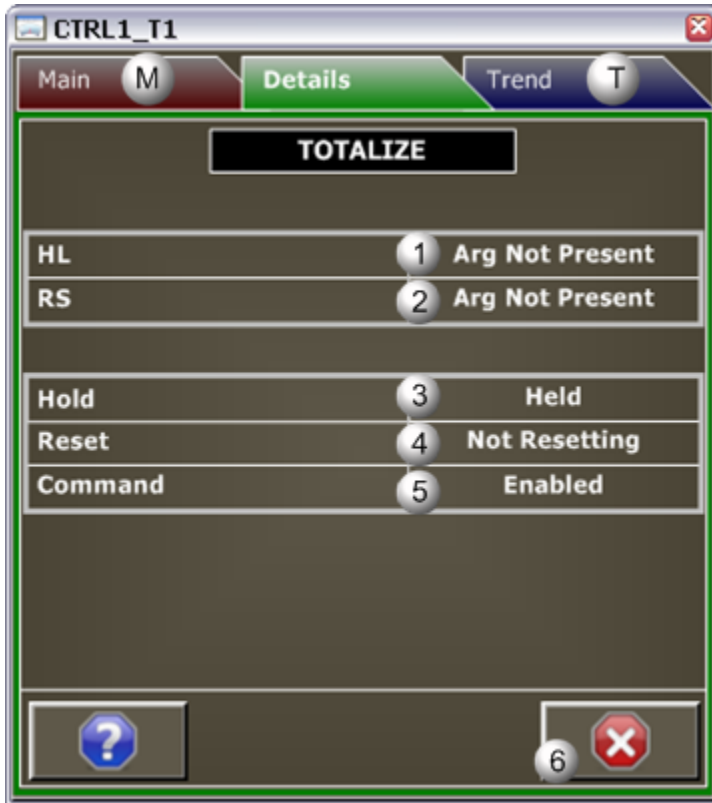 CTRL1_T1
Main M Details Trend T
TOTALIZE
HL 1 Arg Not Present
RS 2 Arg Not Present
Hold 3 Held
Reset 4 Not Resetting
Command 5 Enabled
? 6